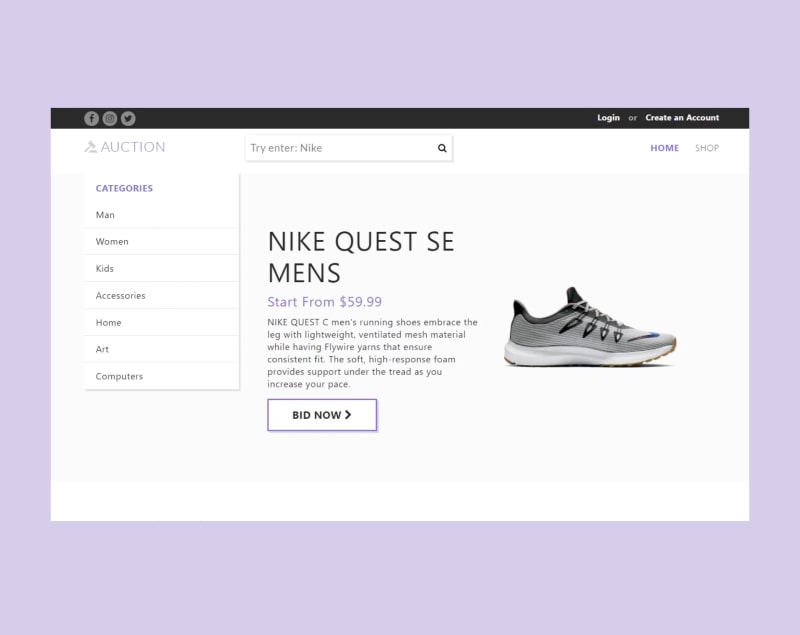 Login or Create an Account
AUCTION
Try enter: Nike
HOME SHOP
CATEGORIES
Man
Women
Kids
Accessories
Home
Art
Computers
NIKE QUEST SE
MENS
Start From $59.99
NIKE QUEST C men's running shoes embrace the
leg with lightweight, ventilated mesh material
while having Flywire yarns that ensure
consistent fit. The soft, high-response foam
provides support under the tread as you
increase your pace.
BID NOW